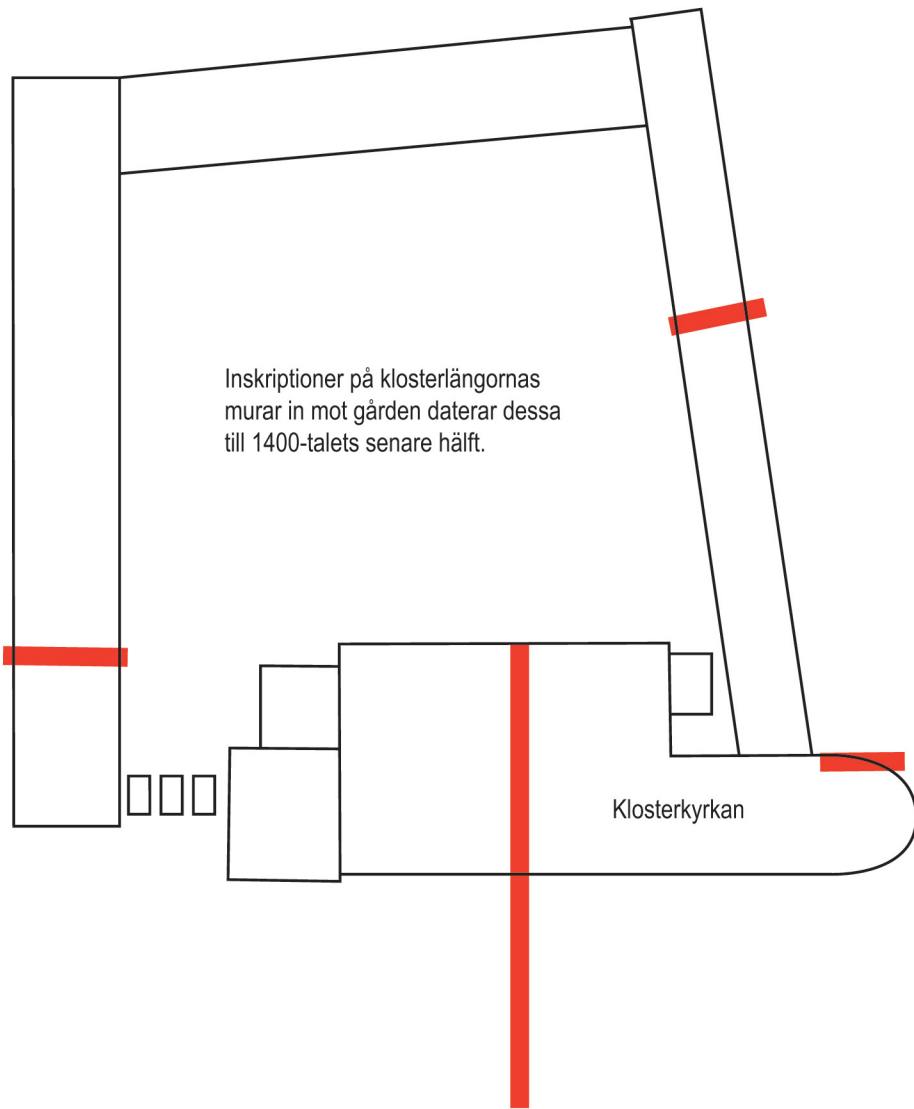 Inskriptioner på klosterlängornas
murar in mot gården daterar dessa
till 1400-talets senare hälft.
Klosterkyrkan